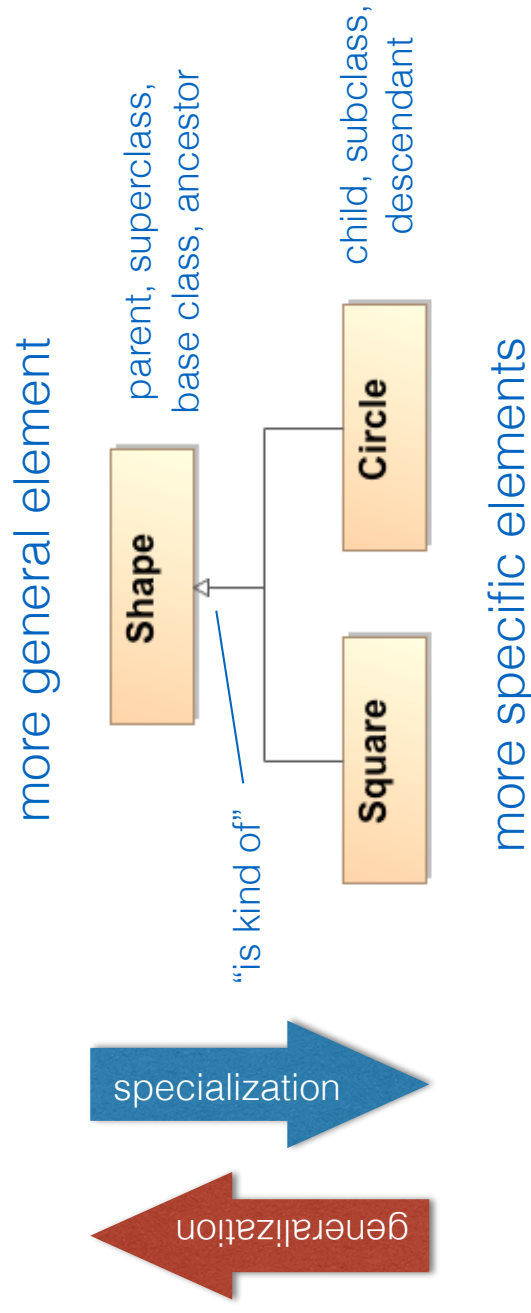 more general element
parent, superclass,
base class, ancestor
Shape
“is kind of”
Square
Circle
child, subclass,
descendant
more specific elements
specialization
generalization